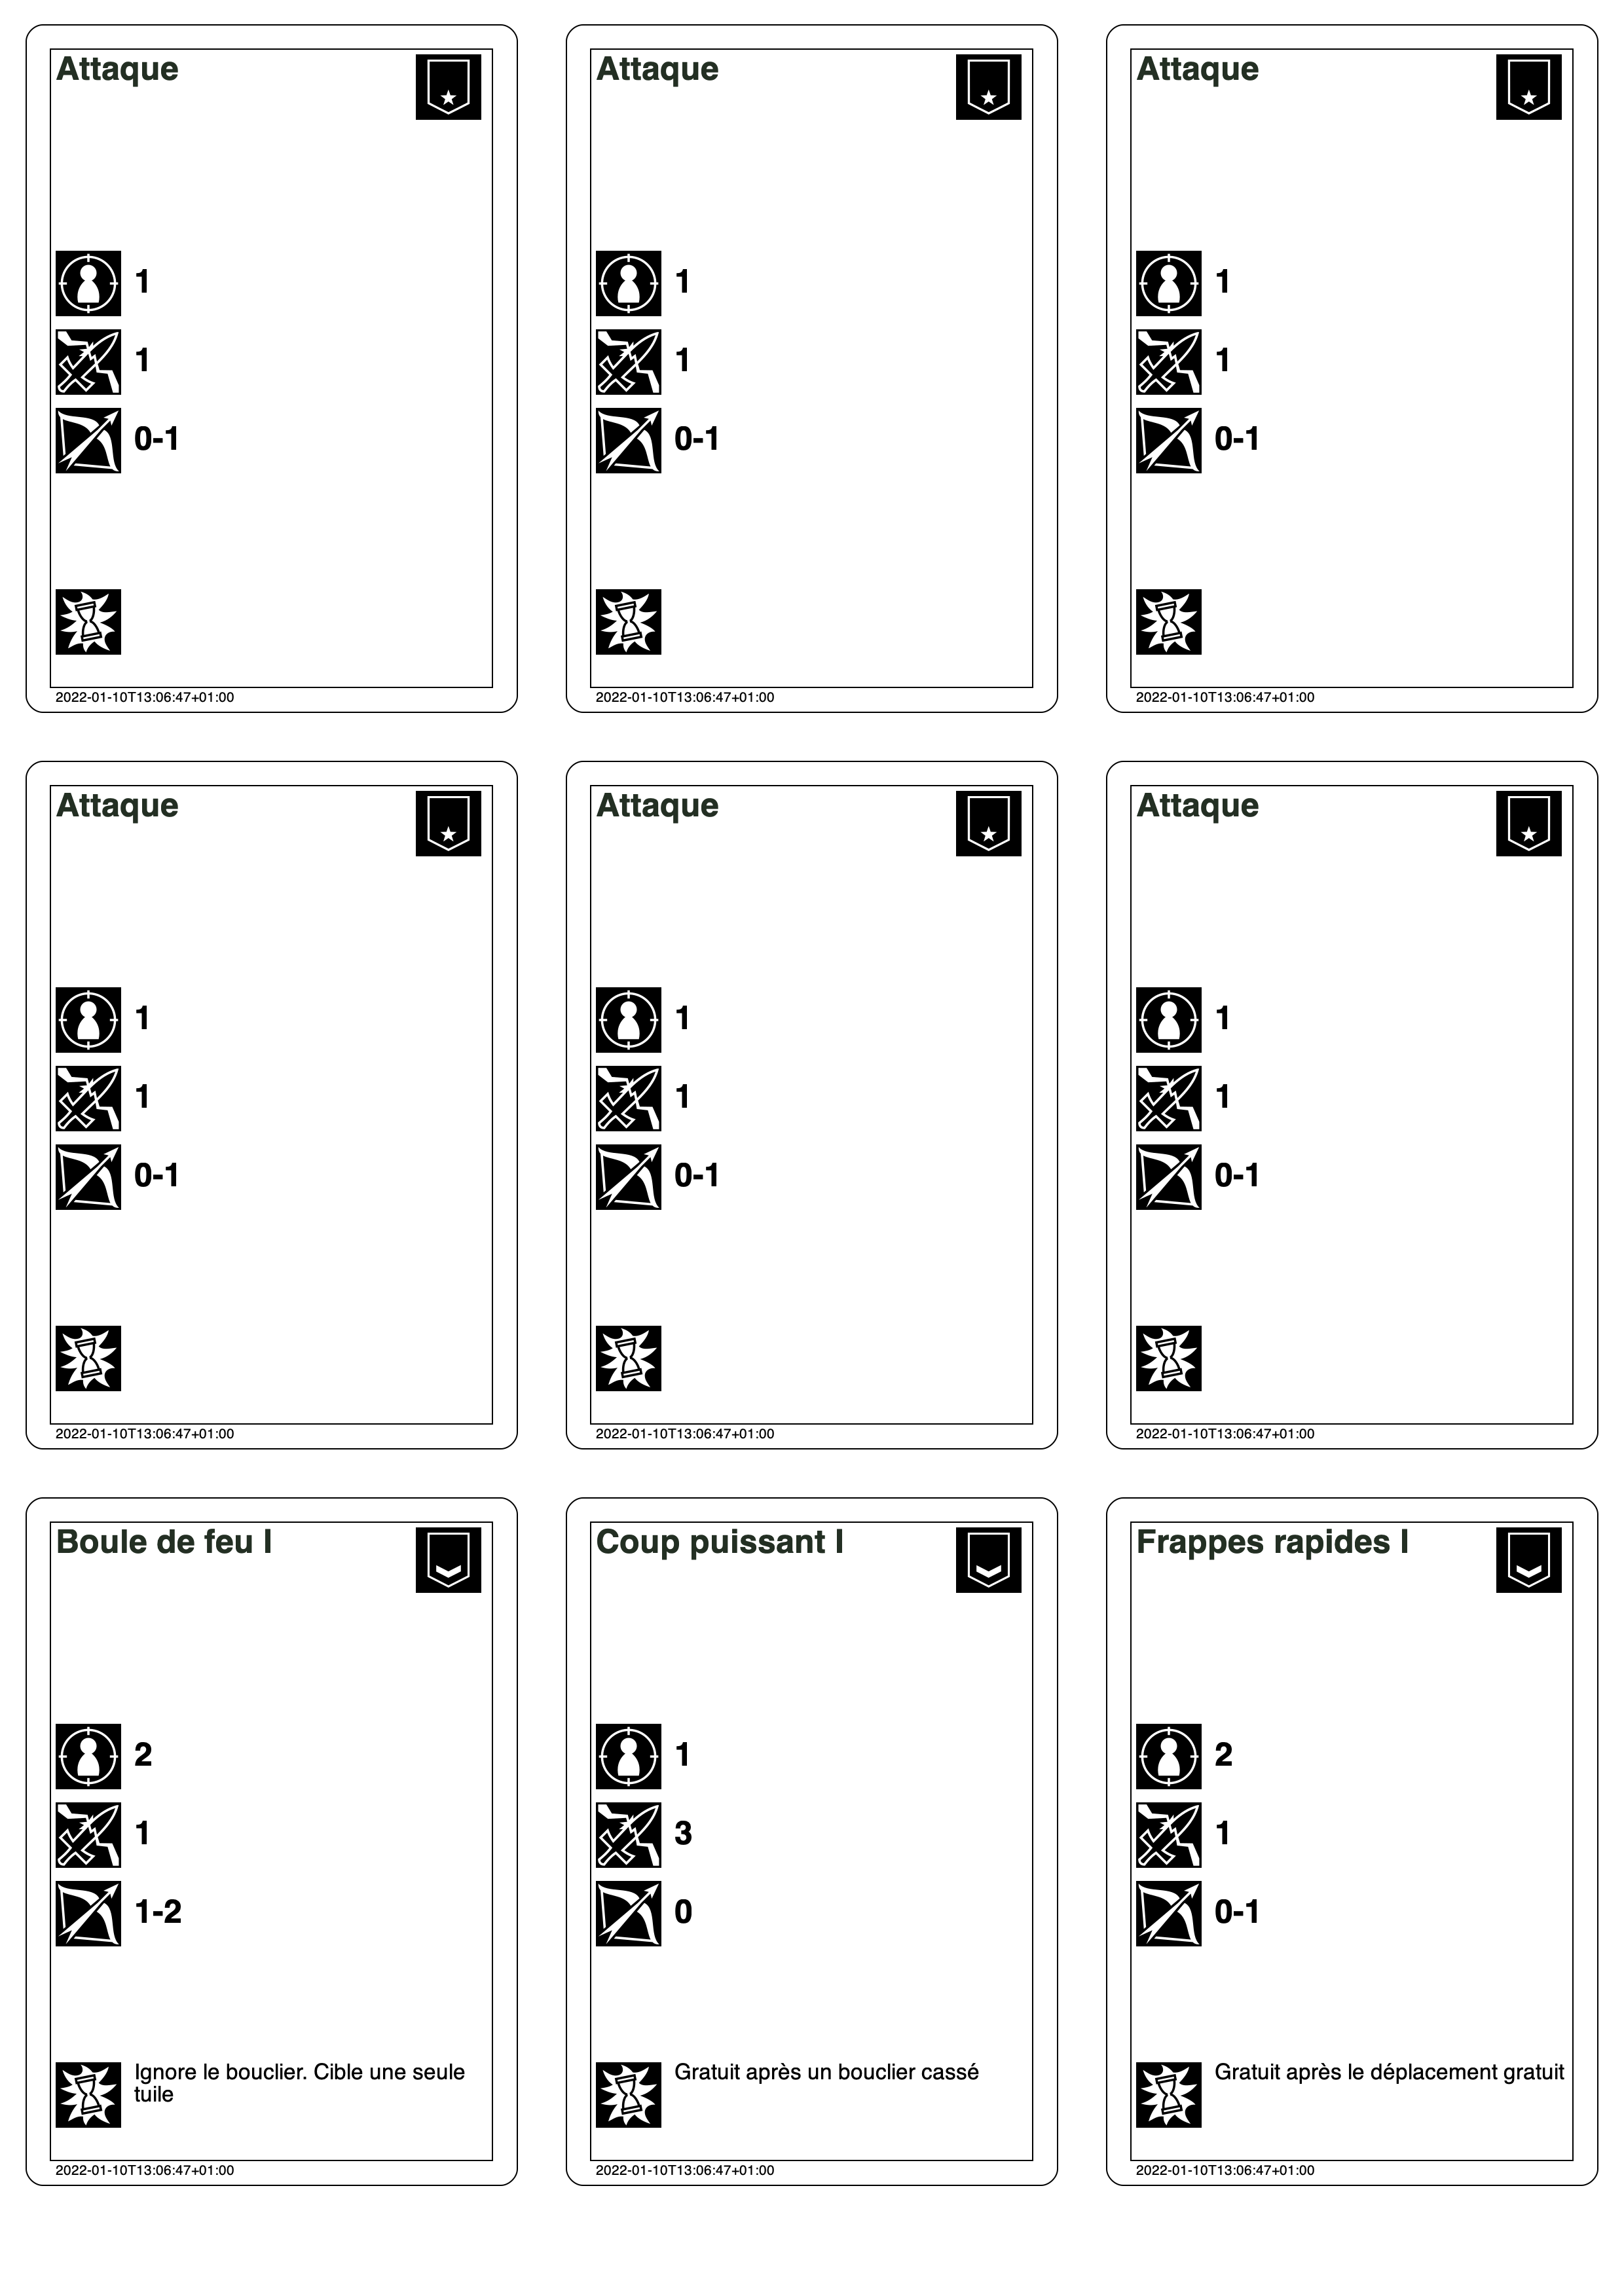 Attaque
1
1
0-1
2022-01-10T13:06:47+01:00
Attaque
1
1
0-1
2022-01-10T13:06:47+01:00
Attaque
1
1
0-1
2022-01-10T13:06:47+01:00
Attaque
1
1
0-1
2022-01-10T13:06:47+01:00
Attaque
1
1
0-1
2022-01-10T13:06:47+01:00
Attaque
1
1
0-1
2022-01-10T13:06:47+01:00
Boule de feu I
2
1
1-2
Ignore le bouclier. Cible une seule
tuile
2022-01-10T13:06:47+01:00
Coup puissant I
1
3
0
Gratuit après un bouclier cassé
2022-01-10T13:06:47+01:00
Frappes rapides I
2
1
0-1
Gratuit après le déplacement gratuit
2022-01-10T13:06:47+01:00